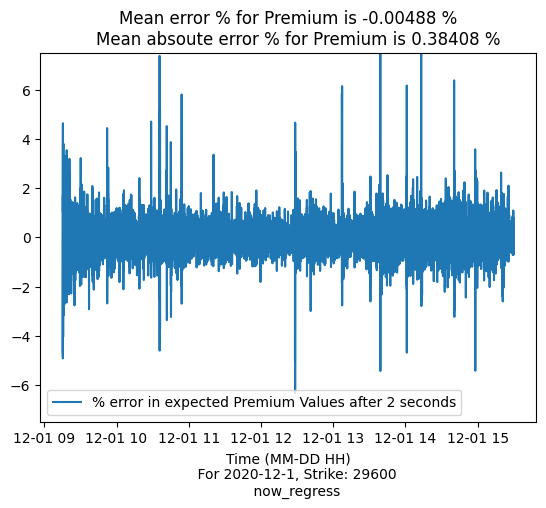 Mean error % for Premium is -0.00488 %
Mean absoute error % for Premium is 0.38408 %
6
4
2
0
−2
−4
−6
% error in expected Premium Values after 2 seconds
12-01 09 12-01 10 12-01 11 12-01 12 12-01 13 12-01 14 12-01 15
Time (MM-DD HH)
For 2020-12-1, Strike: 29600
now_regress